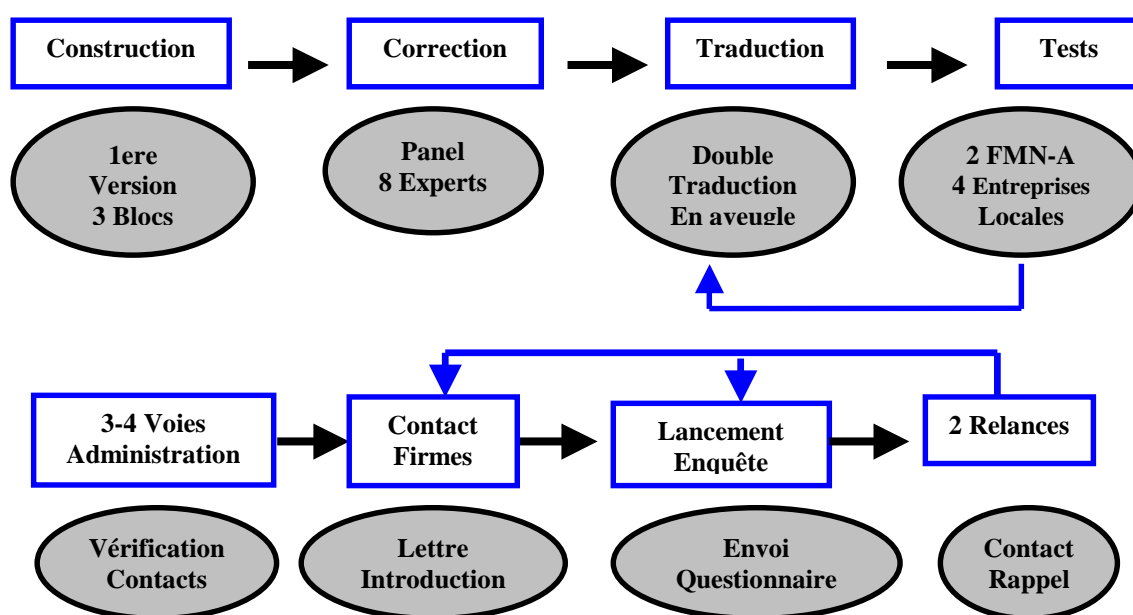 Construction
Correction
Traduction
Tests
1ere
Version
3 Blocs
Panel
8 Experts
Double
Traduction
En aveugle
2 FMN-A
4 Entreprises
Locales
3-4 Voies
Administration
Contact
Firmes
Lancement
Enquête
2 Relances
Vérification
Contacts
Lettre
Introduction
Envoi
Questionnaire
Contact
Rappel